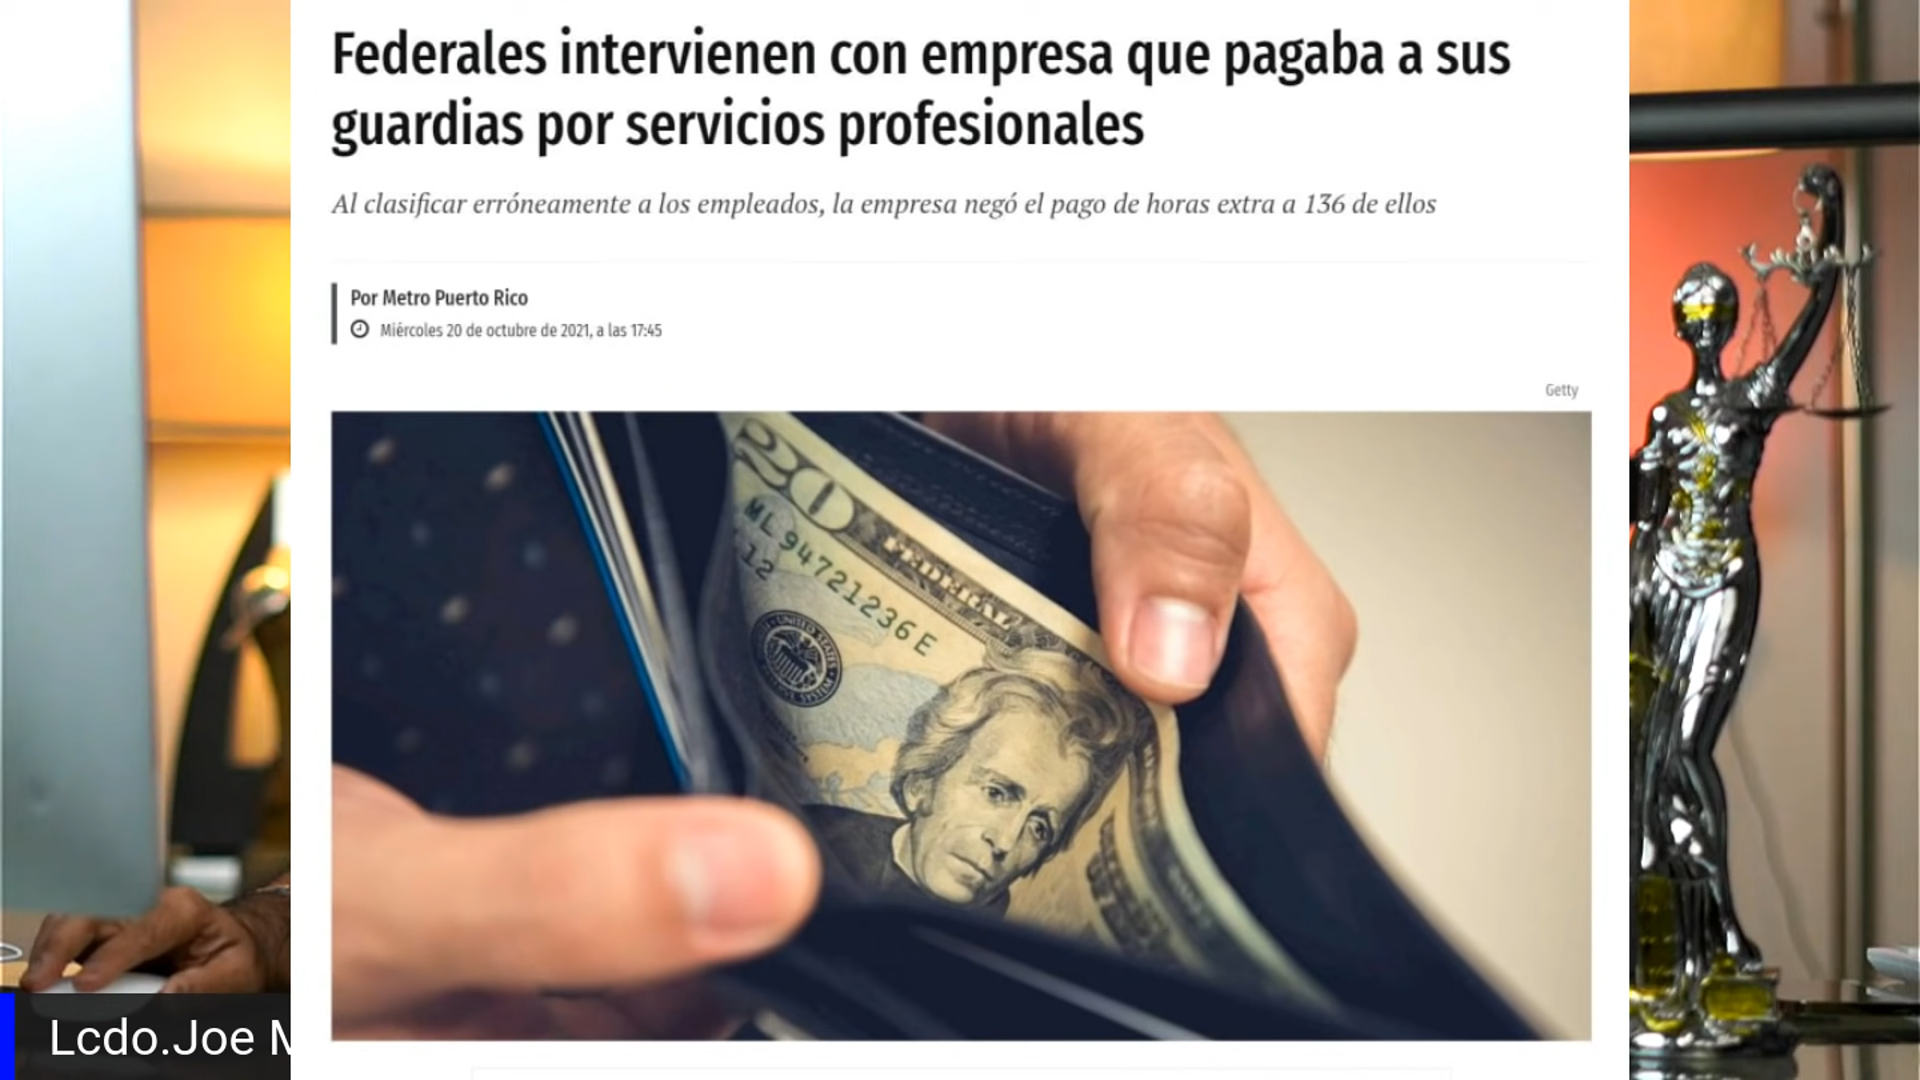 Federales intervienen con empresa que pagaba a sus
guardias por servicios profesionales
Al clasificar erróneamente a los empleados, la empresa negó el pago de horas extra a 136 de ellos
Por Metro Puerto Rico
Miércoles 20 de octubre de 2021, a las 17:45
Getty
20
FEDERAL
ML 94721236 E
12
UNITED STATES
Lcdo.Joe M